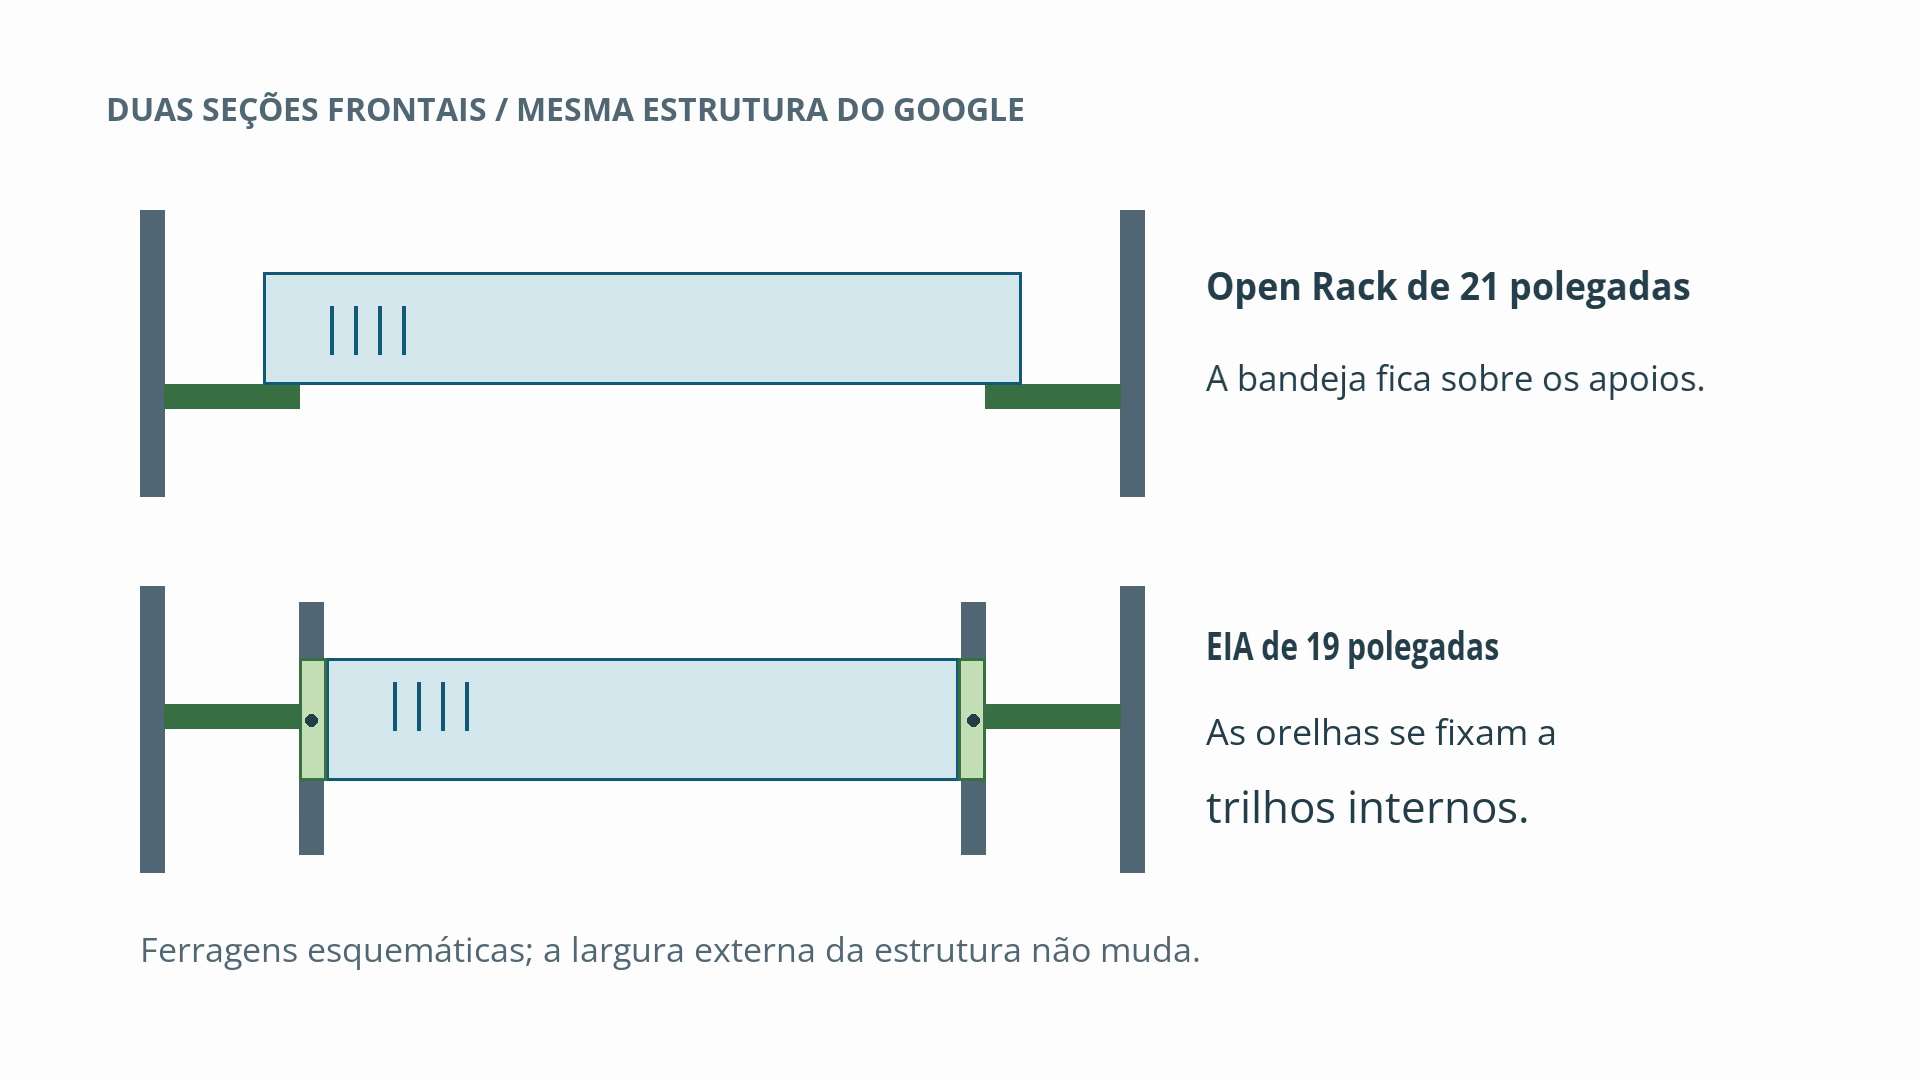 DUAS SEÇÕES FRONTAIS / MESMA ESTRUTURA DO GOOGLE
Open Rack de 21 polegadas
A bandeja fica sobre os apoios.
EIA de 19 polegadas
As orelhas se fixam a
trilhos internos.
Ferragens esquemáticas; a largura externa da estrutura não muda.